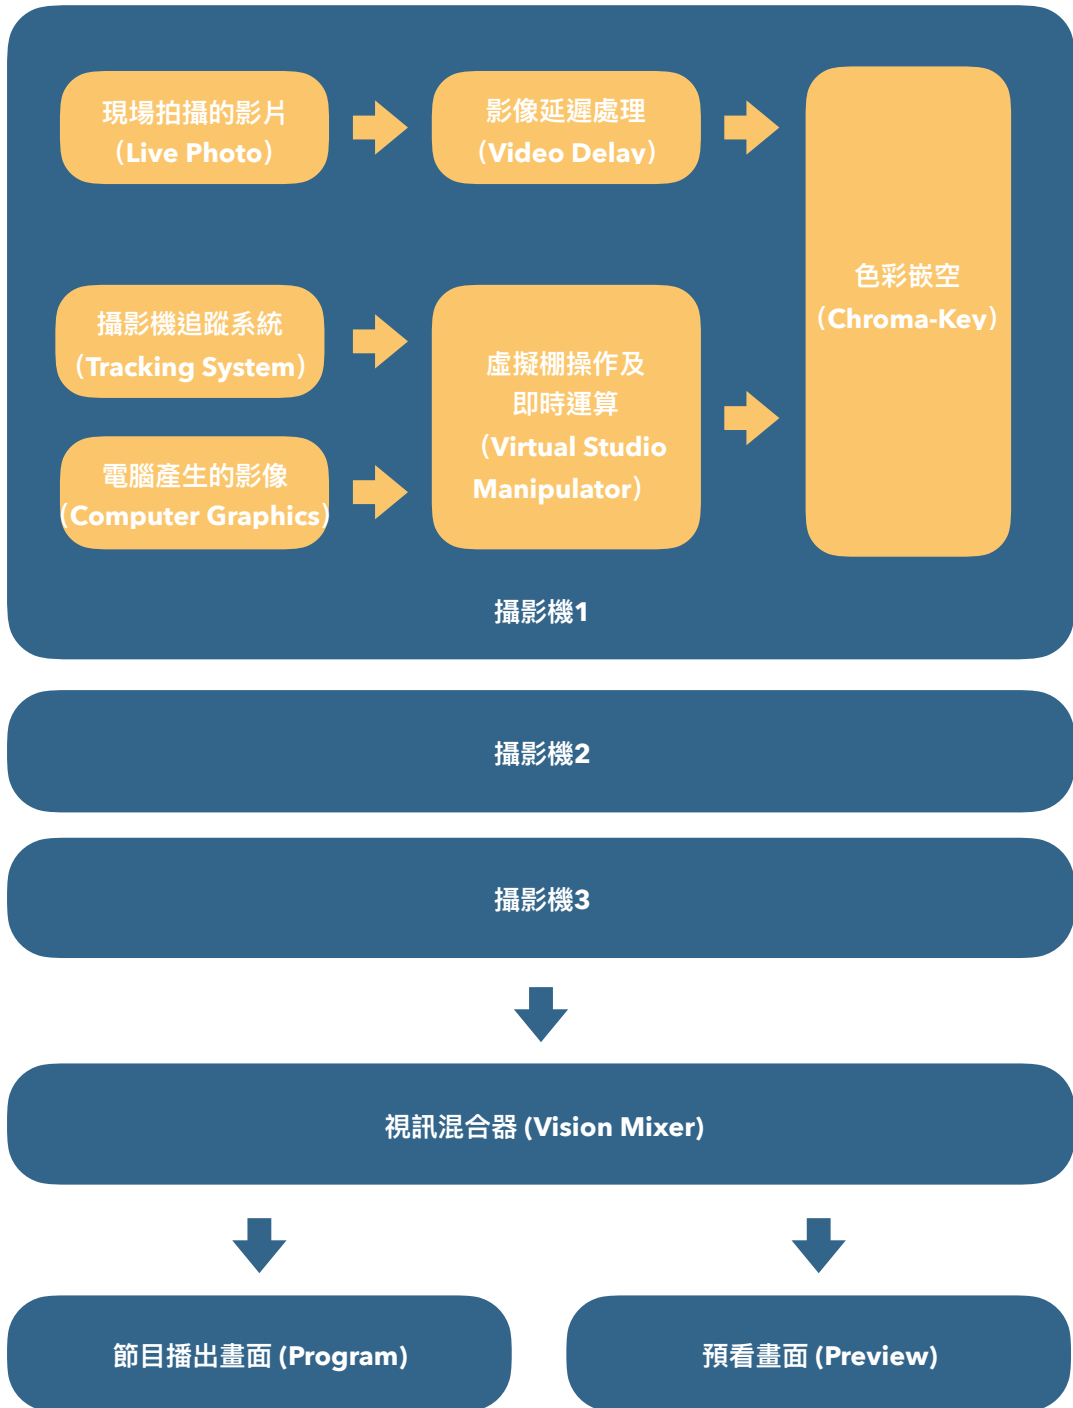 現場拍攝的影片
（Live Photo）
影像延遲處理
（Video Delay）
色彩嵌空
（Chroma-Key）
攝影機追蹤系統
（Tracking System）
虛擬棚操作及
即時運算
（Virtual Studio
Manipulator）
電腦產生的影像
（Computer Graphics）
攝影機1
攝影機2
攝影機3
視訊混合器 (Vision Mixer)
節目播出畫面 (Program)
預看畫面 (Preview)